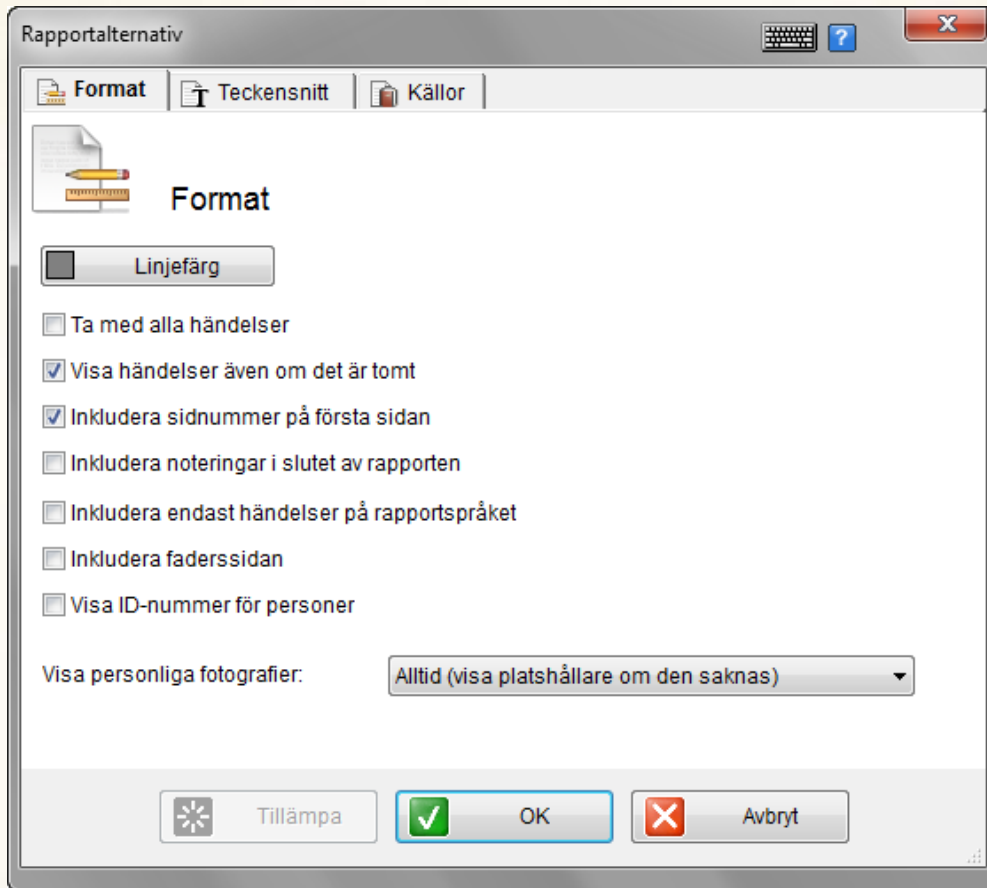 Rapportalternativ
?
Format
Teckensnitt
Källor
Format
Linjefärg
Ta med alla händelser
Visa händelser även om det är tomt
Inkludera sidnummer på första sidan
Inkludera noteringar i slutet av rapporten
Inkludera endast händelser på rapportspråket
Inkludera faderssidan
Visa ID-nummer för personer
Visa personliga fotografier: Alltid (visa platshållare om den saknas)
Tillämpa
OK
Avbryt